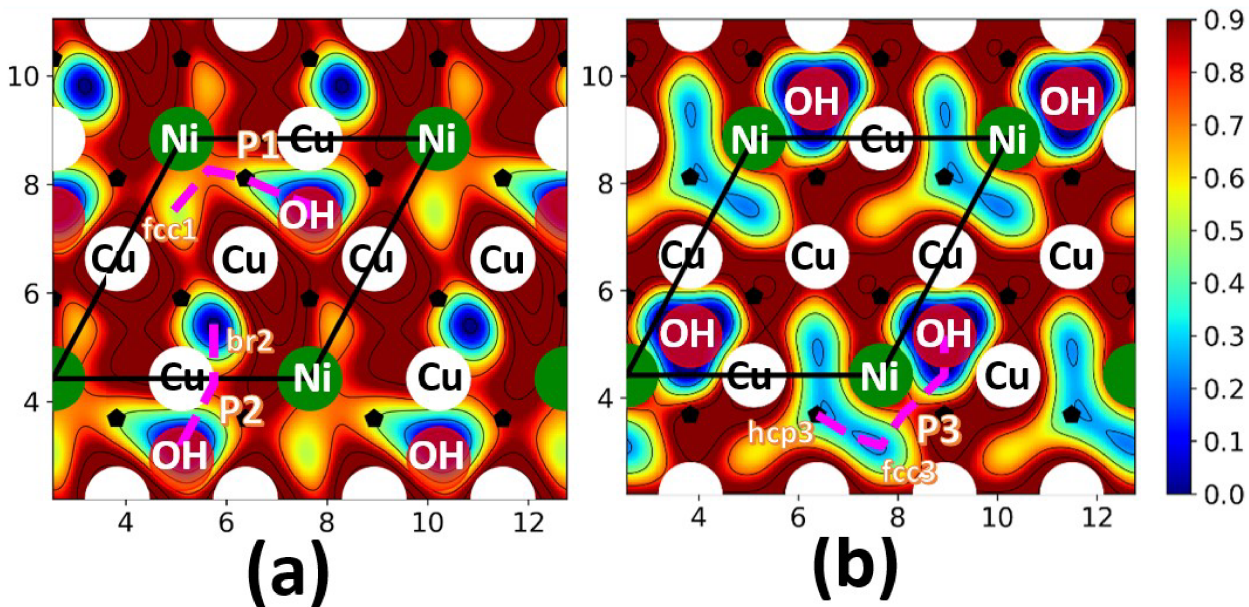 10
8
6
4
4
6
8
10
12
Ni
P1
Cu
Ni
fcc1
OH
Cu
Cu
Cu
Cu
br2
Cu
Ni
Cu
P2
OH
OH
(a)
10
8
6
4
4
6
8
10
12
OH
OH
Ni
Cu
Ni
Cu
Cu
Cu
Cu
OH
OH
Cu
Ni
Cu
hcp3
P3
fcc3
(b)
0.9
0.8
0.7
0.6
0.5
0.4
0.3
0.2
0.1
0.0